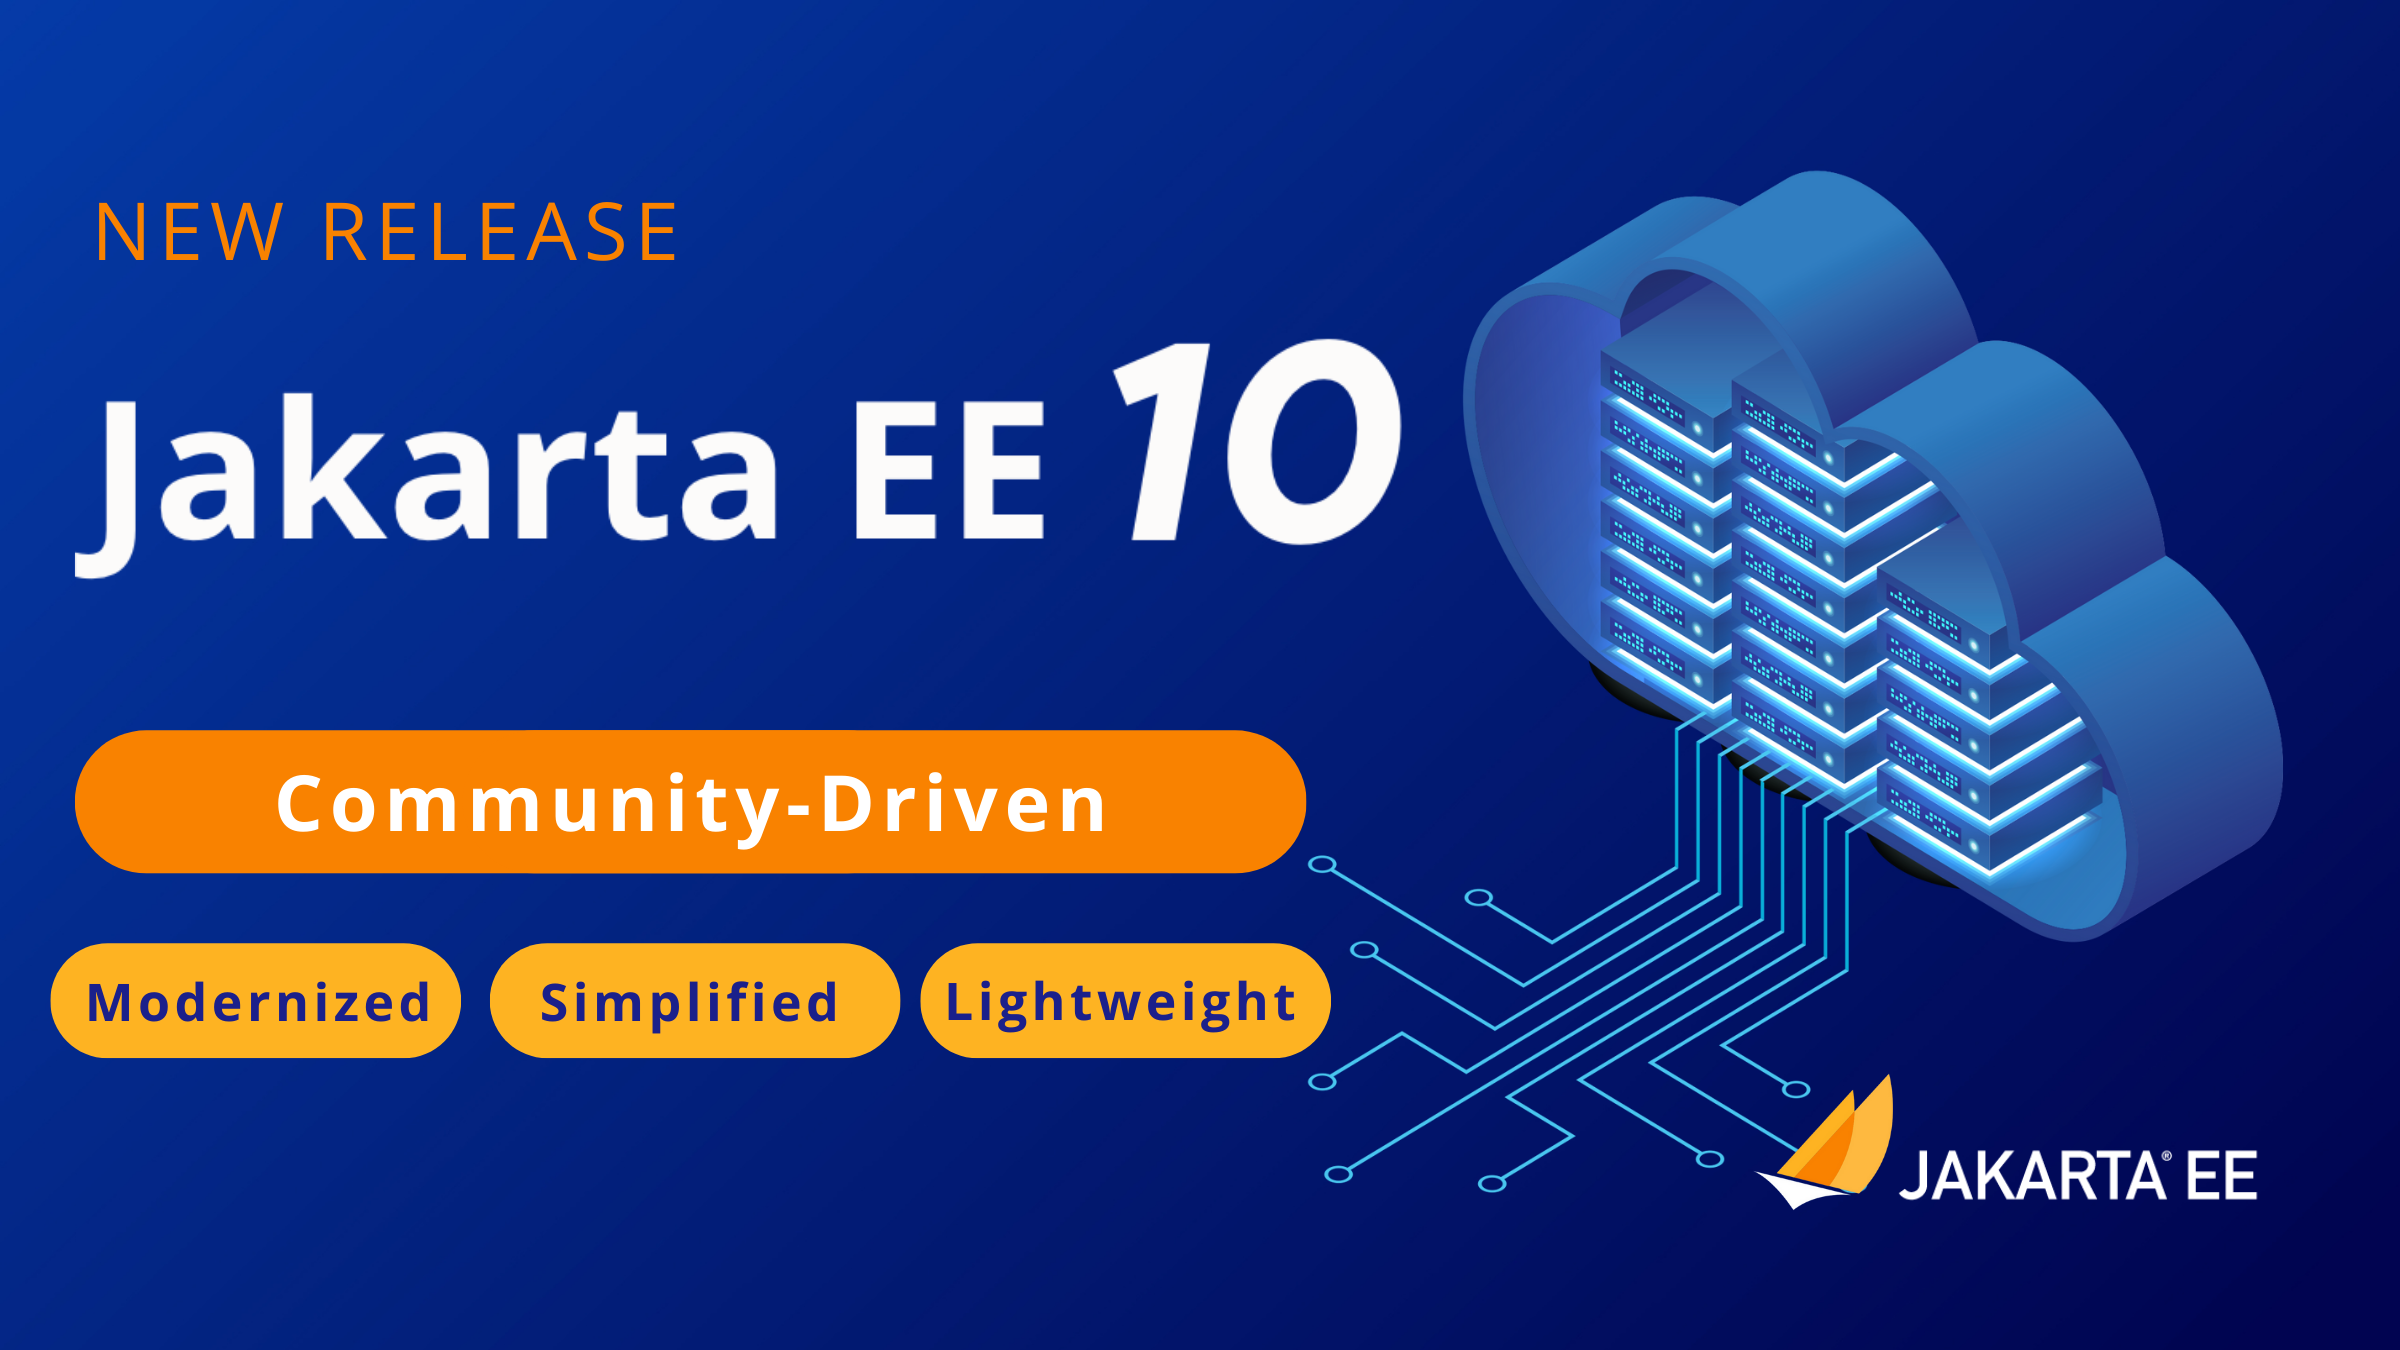 NEW RELEASE
Jakarta EE 10
Community-Driven
Modernized Simplified Lightweight
JAKARTA® EE